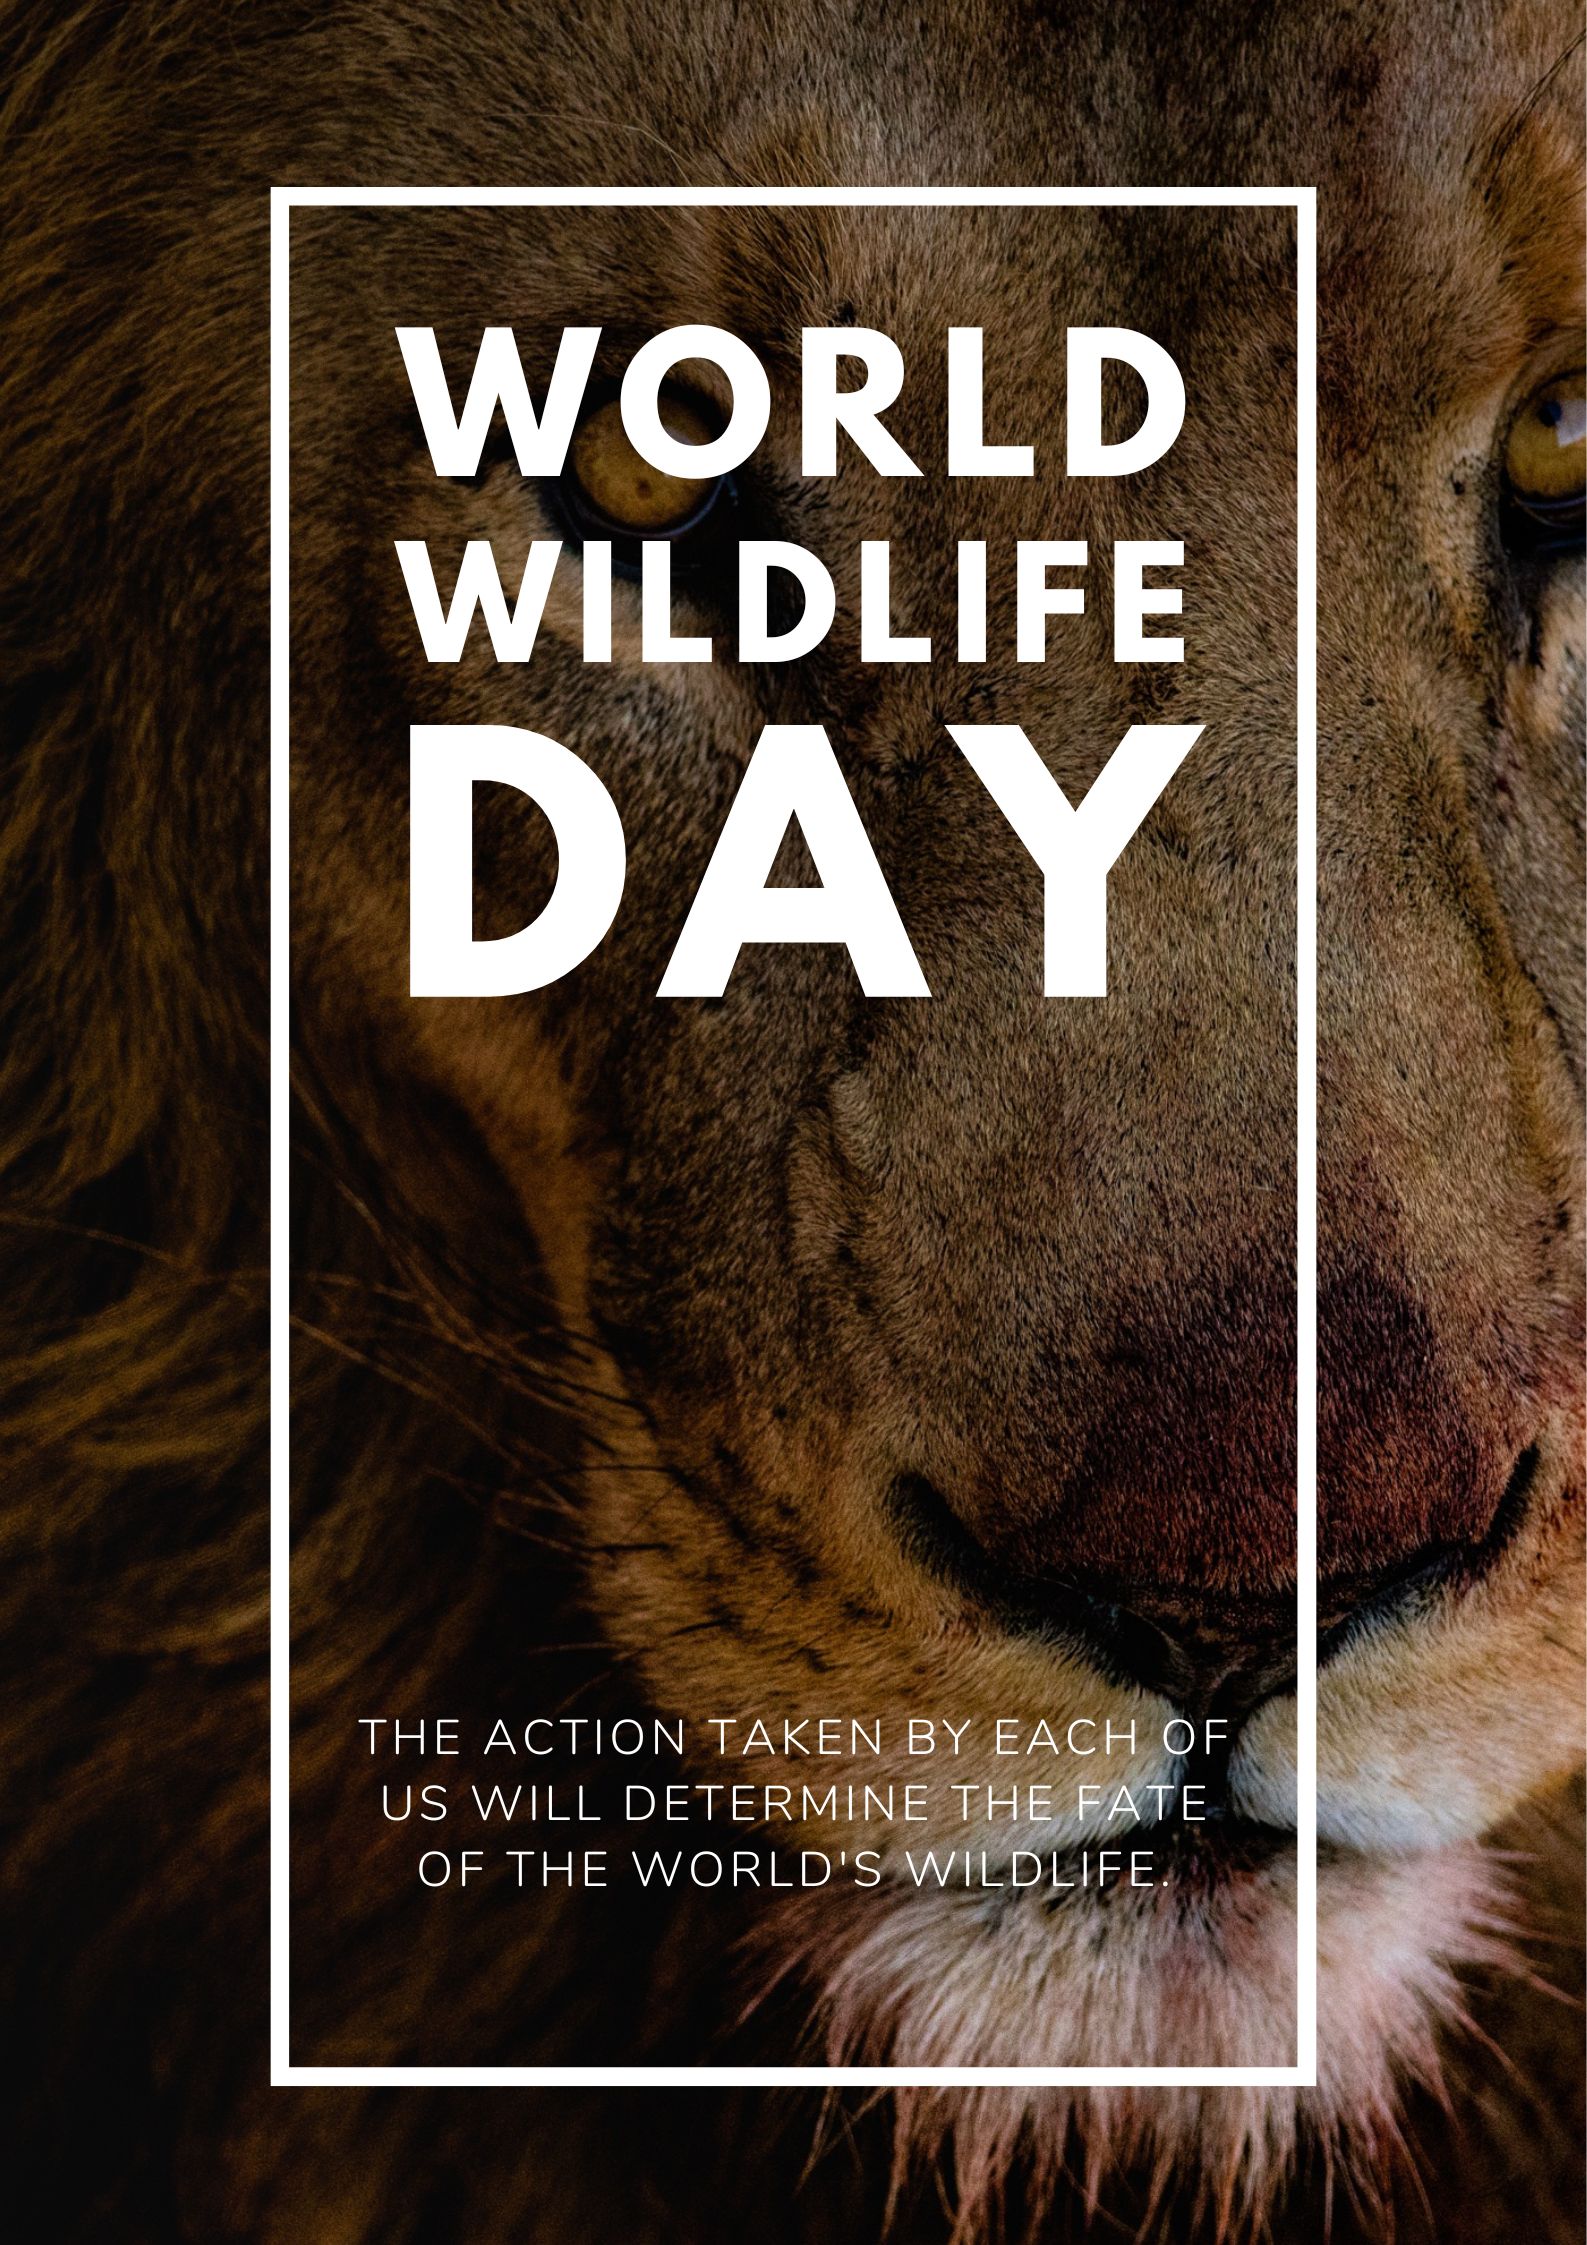 WORLD
WILDLIFE
DAY
THE ACTION TAKEN BY EACH OF
US WILL DETERMINE THE FATE
OF THE WORLD'S WILDLIFE.